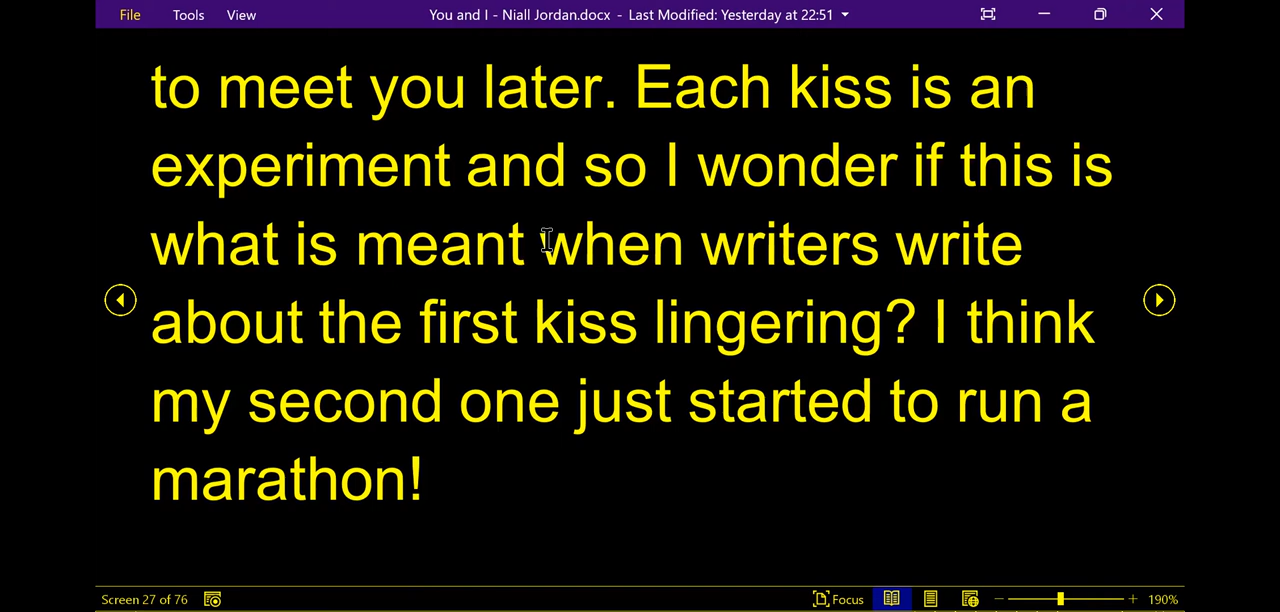 File Tools View You and I - Niall Jordan.docx - Last Modified: Yesterday at 22:51
to meet you later. Each kiss is an
experiment and so I wonder if this is
what is meant when writers write
about the first kiss lingering? I think
my second one just started to run a
marathon!
Screen 27 of 76 Focus 190%